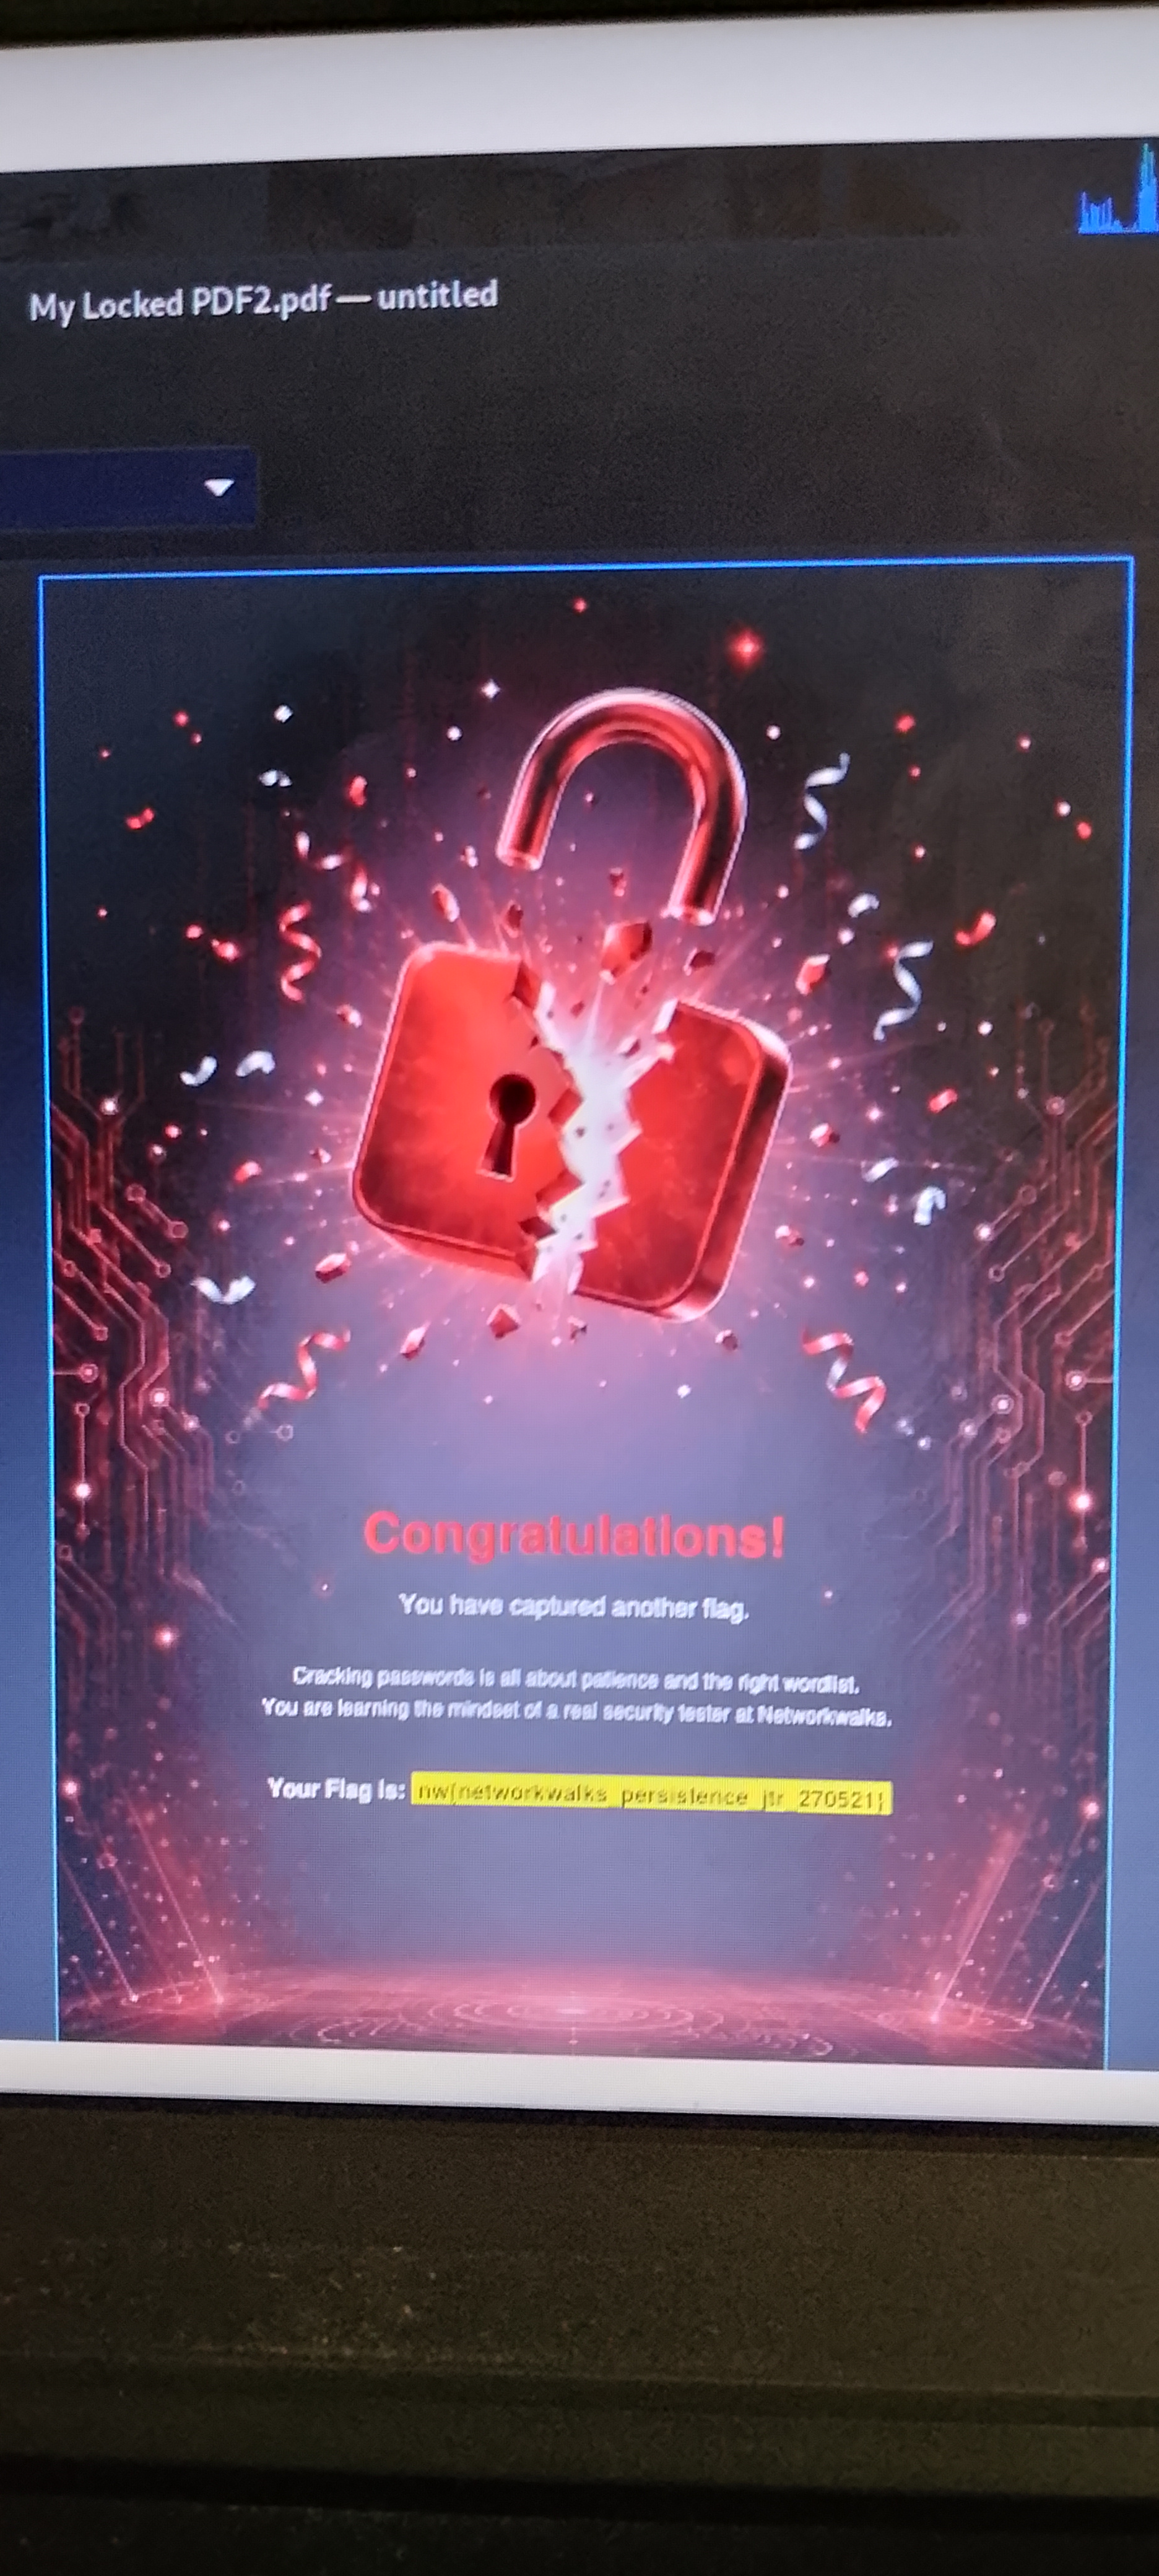 My Locked PDF2.pdf — untitled
Congratulations!
You have captured another flag.
Cracking passwords is all about patience and the right wordlist.
You are learning the mindset of a real security tester at Networkwalks.
Your Flag is: nw{networkwalks_persistence_jtr_270521}